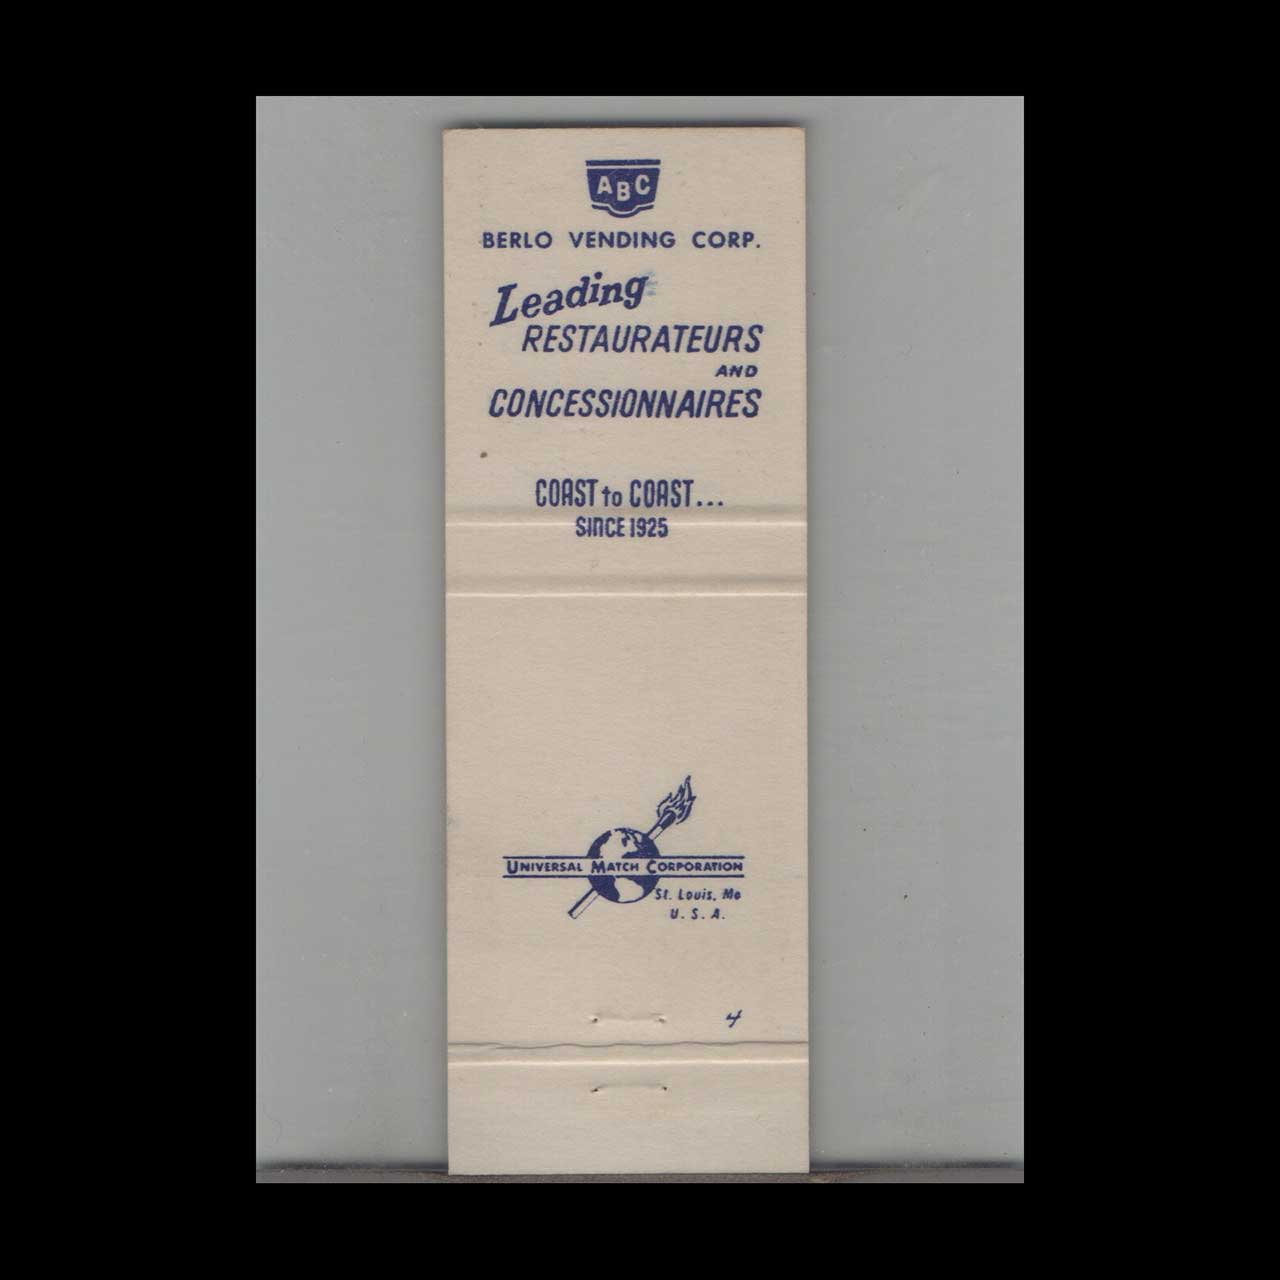 ABC
BERLO VENDING CORP.
Leading
RESTAURATEURS
AND
CONCESSIONNAIRES
COAST to COAST...
SINCE 1925
UNIVERSAL MATCH CORPORATION
St. Louis, Mo
U. S. A.
4